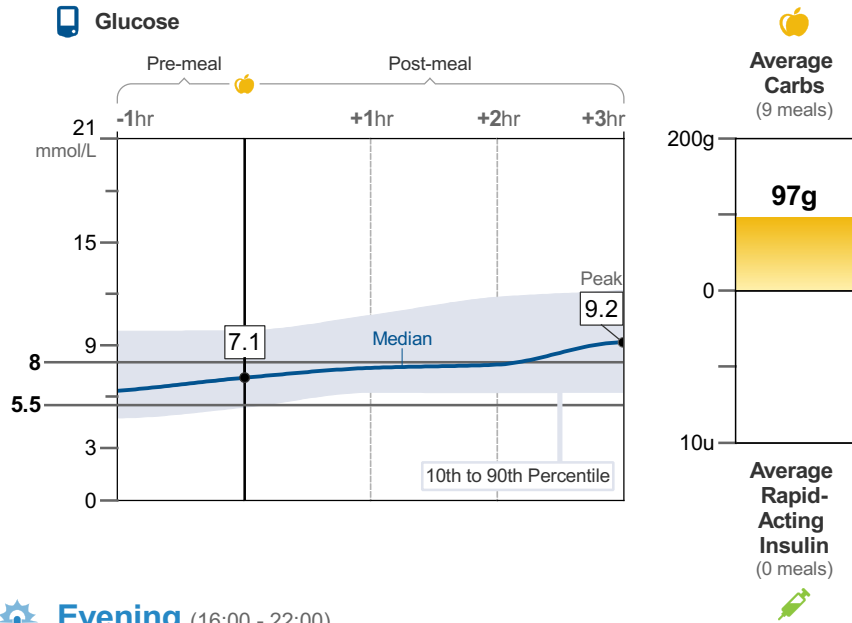 Glucose
Pre-meal
Post-meal
-1hr
+1hr
+2hr
+3hr
21
mmol/L
15
9
8
5.5
3
0
7.1
Median
Peak
9.2
10th to 90th Percentile
Average
Carbs
(9 meals)
200g
97g
0
10u
Average
Rapid-
Acting
Insulin
(0 meals)
Evening (16:00 - 22:00)